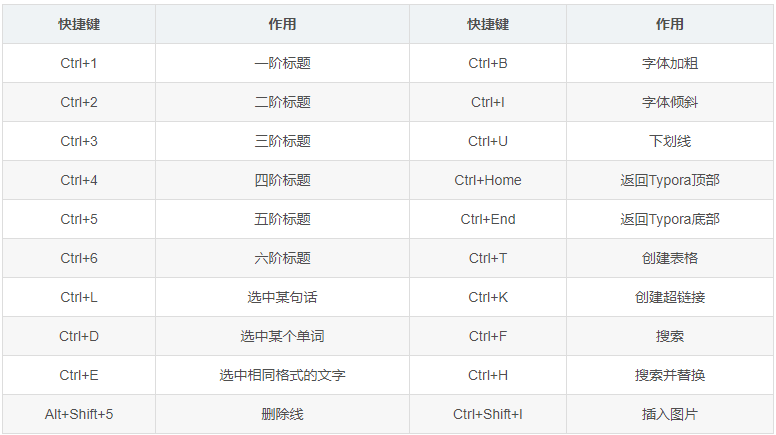 快捷键 作用 快捷键 作用
Ctrl+1 一阶标题 Ctrl+B 字体加粗
Ctrl+2 二阶标题 Ctrl+I 字体倾斜
Ctrl+3 三阶标题 Ctrl+U 下划线
Ctrl+4 四阶标题 Ctrl+Home 返回Typora顶部
Ctrl+5 五阶标题 Ctrl+End 返回Typora底部
Ctrl+6 六阶标题 Ctrl+T 创建表格
Ctrl+L 选中某句话 Ctrl+K 创建超链接
Ctrl+D 选中某个单词 Ctrl+F 搜索
Ctrl+E 选中相同格式的文字 Ctrl+H 搜索并替换
Alt+Shift+5 删除线 Ctrl+Shift+I 插入图片